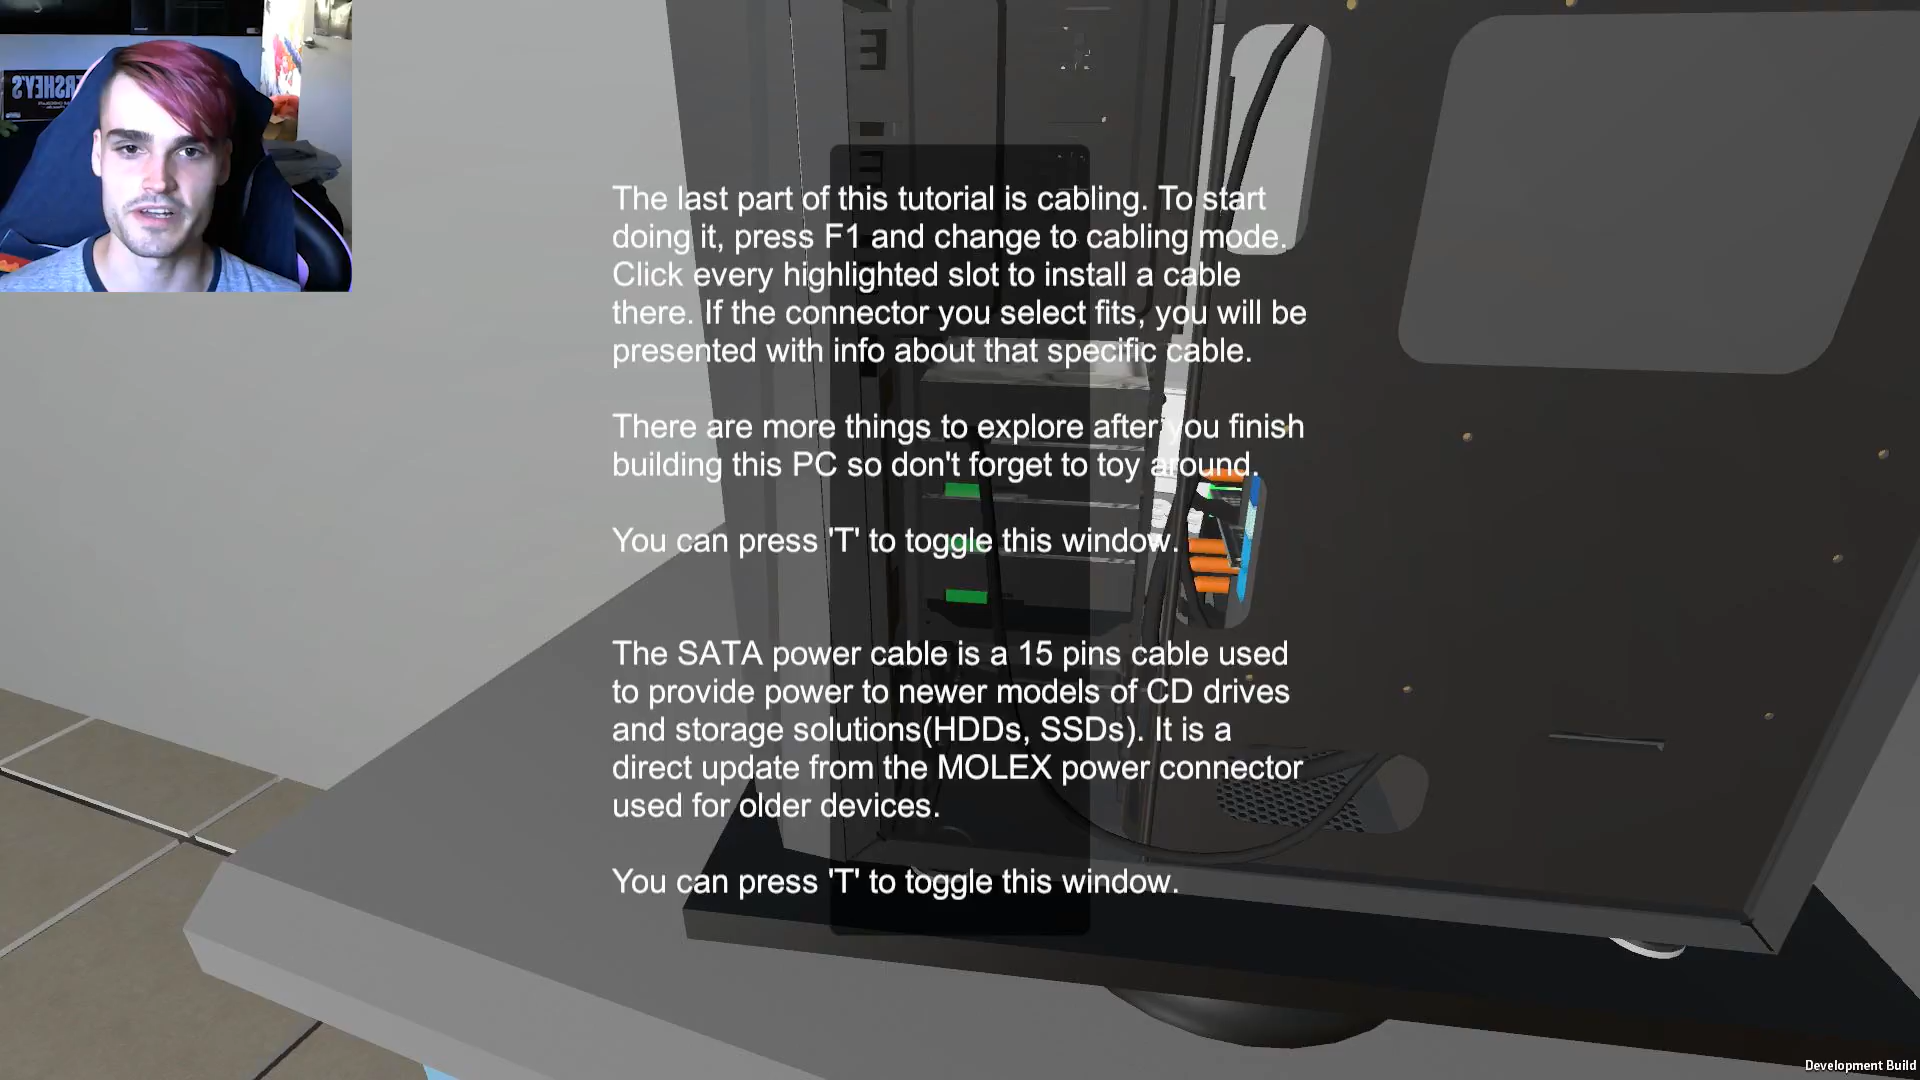 ERSHEY'S
The last part of this tutorial is cabling. To start
doing it, press F1 and change to cabling mode.
Click every highlighted slot to install a cable
there. If the connector you select fits, you will be
presented with info about that specific cable.
There are more things to explore after you finish
building this PC so don't forget to toy around.
You can press 'T' to toggle this window.
The SATA power cable is a 15 pins cable used
to provide power to newer models of CD drives
and storage solutions(HDDs, SSDs). It is a
direct update from the MOLEX power connector
used for older devices.
You can press 'T' to toggle this window.
Development Build